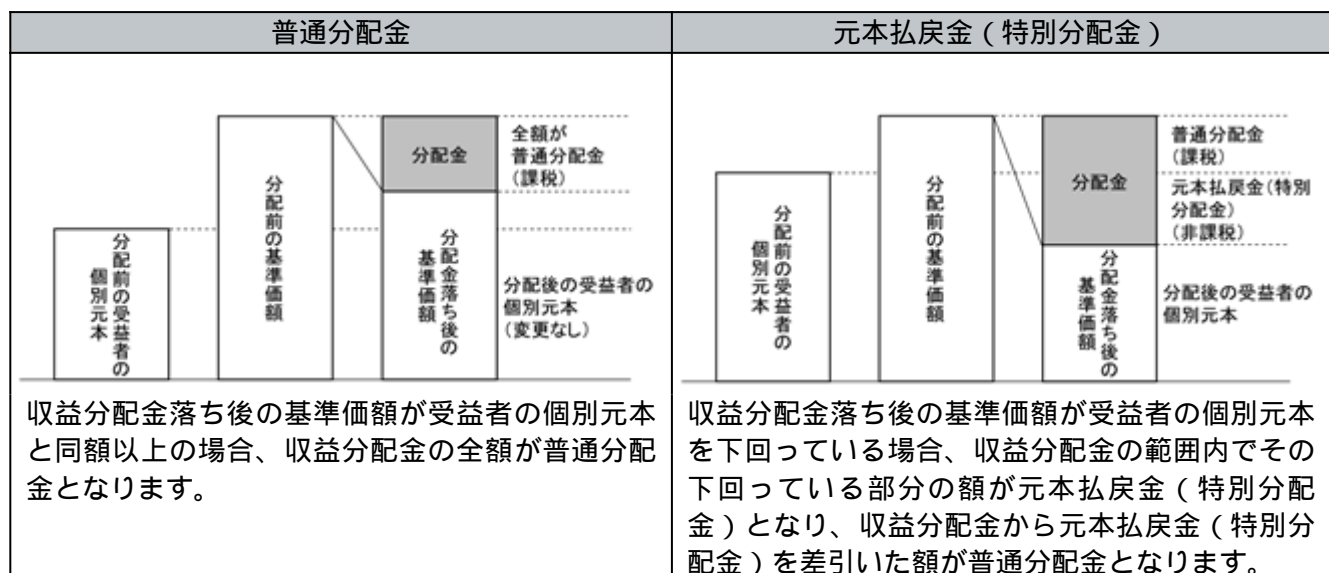 普通分配金
分配前の受益者の
個別元本
分配前の基準価額
分配金
分配金落ち後の
基準価額
全額が
普通分配金
(課税)
分配後の受益者の
個別元本
(変更なし)
収益分配金落ち後の基準価額が受益者の個別元本
と同額以上の場合、収益分配金の全額が普通分配
金となります。
元本払戻金（特別分配金）
分配前の受益者の
個別元本
分配前の基準価額
分配金
分配金落ち後の
基準価額
普通分配金
(課税)
元本払戻金(特別
分配金)
(非課税)
分配後の受益者の
個別元本
収益分配金落ち後の基準価額が受益者の個別元本
を下回っている場合、収益分配金の範囲内でその
下回っている部分の額が元本払戻金（特別分配
金）となり、収益分配金から元本払戻金（特別分
配金）を差引いた額が普通分配金となります。